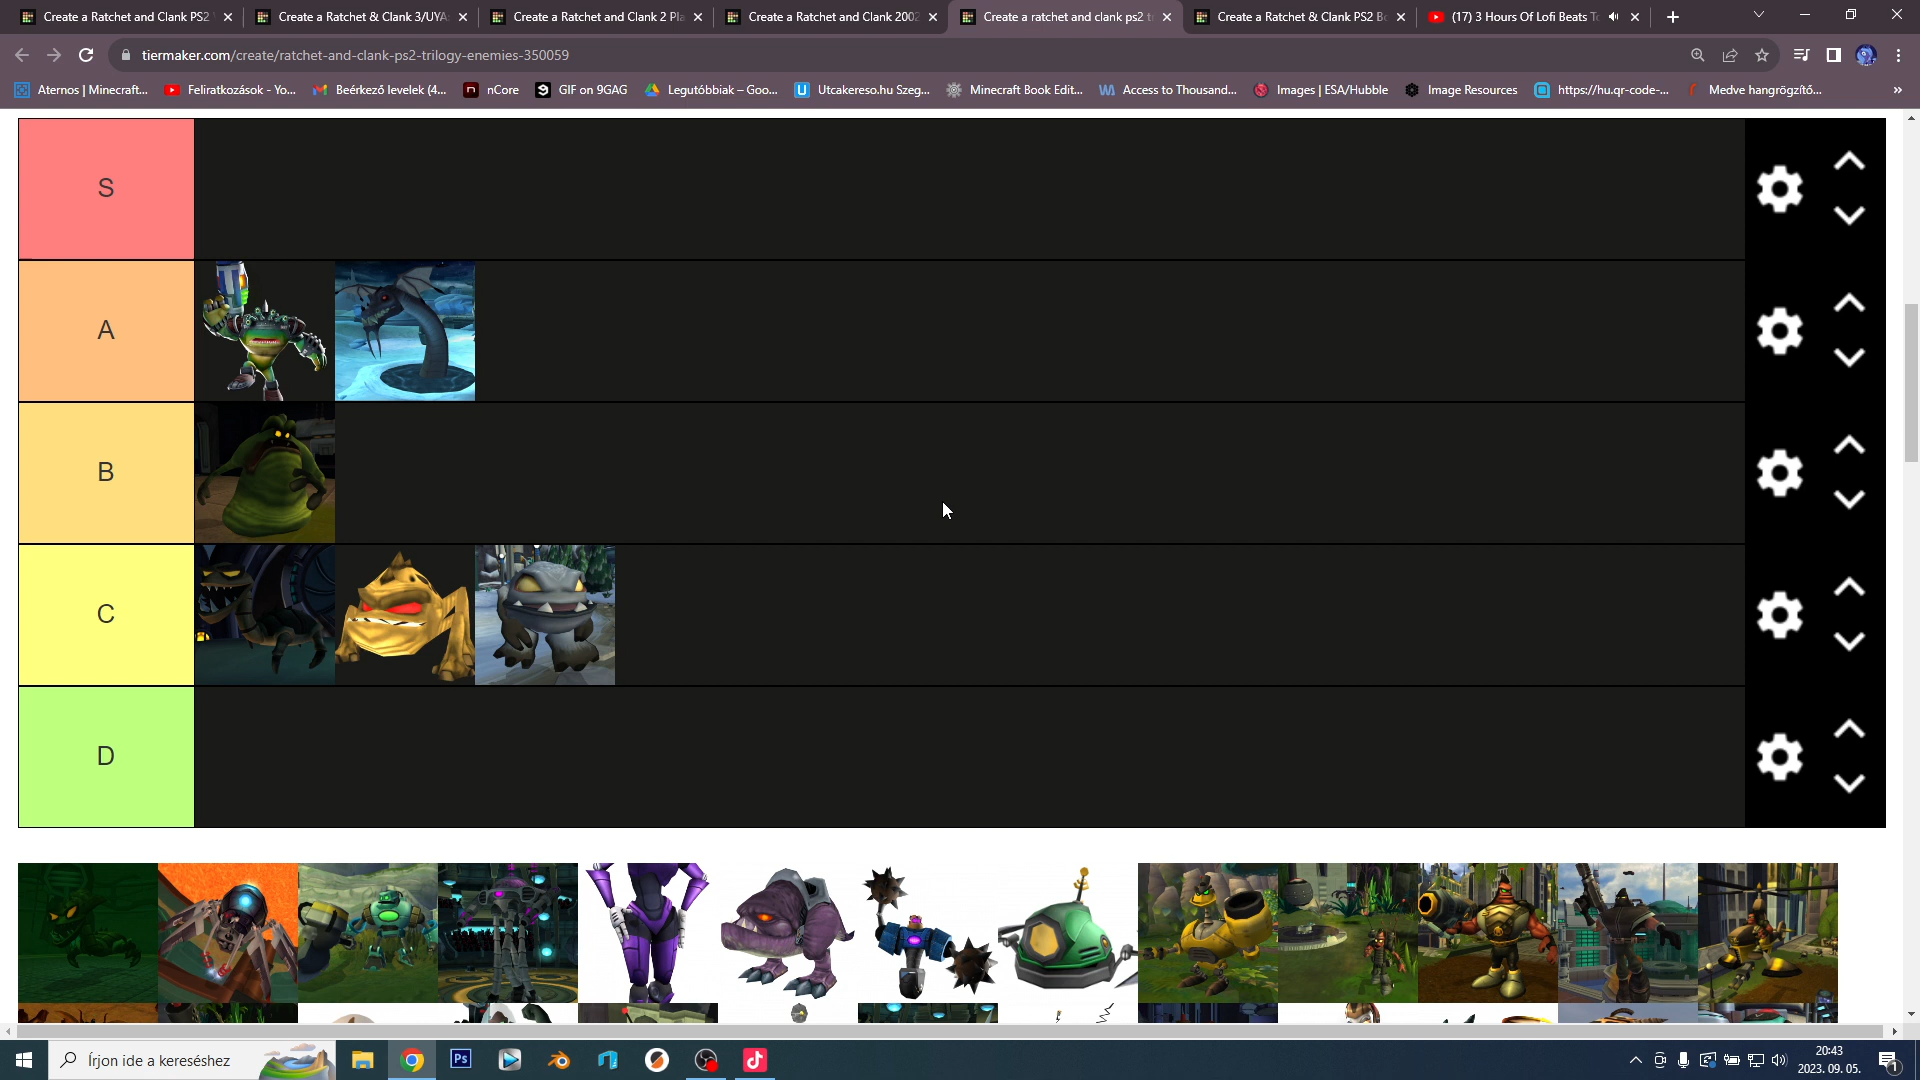 Create a Ratchet and Clank PS2
Create a Ratchet & Clank 3/UYA
Create a Ratchet and Clank 2 Pla
Create a Ratchet and Clank 2002
Create a ratchet and clank ps2 t
Create a Ratchet & Clank PS2 B
(17) 3 Hours Of Lofi Beats T
tiermaker.com/create/ratchet-and-clank-ps2-trilogy-enemies-350059
Aternos | Minecraft...
Feliratkozások - Yo...
Beérkező levelek (4...
nCore
GIF on 9GAG
Legutóbbiak – Goo...
Utcakereso.hu Szeg...
Minecraft Book Edit...
Access to Thousand...
Images | ESA/Hubble
Image Resources
https://hu.qr-code-...
Medve hangrögzítő...
»
S
A
B
C
D
Írjon ide a kereséshez
Ps
20:43
2023. 09. 05.
1